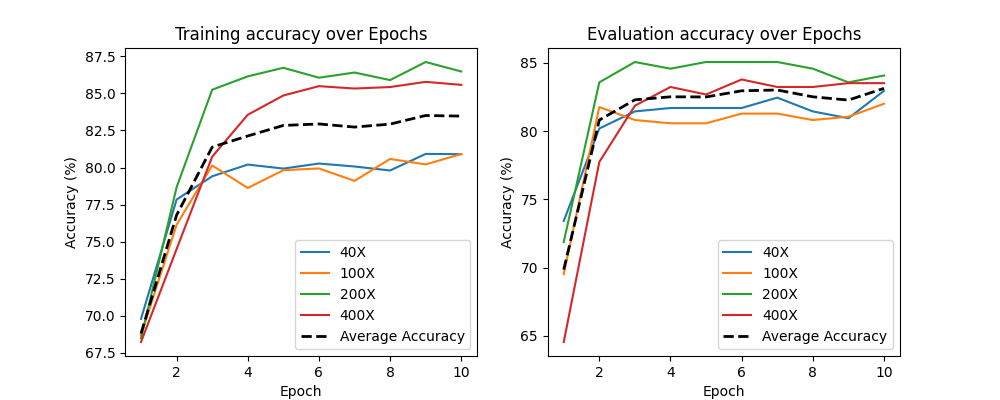 Training accuracy over Epochs
87.5
85.0
82.5
80.0
77.5
75.0
72.5
70.0
67.5
Accuracy (%)
2 4 6 8 10
Epoch
40X
100X
200X
400X
Average Accuracy
Evaluation accuracy over Epochs
85
80
75
70
65
Accuracy (%)
2 4 6 8 10
Epoch
40X
100X
200X
400X
Average Accuracy